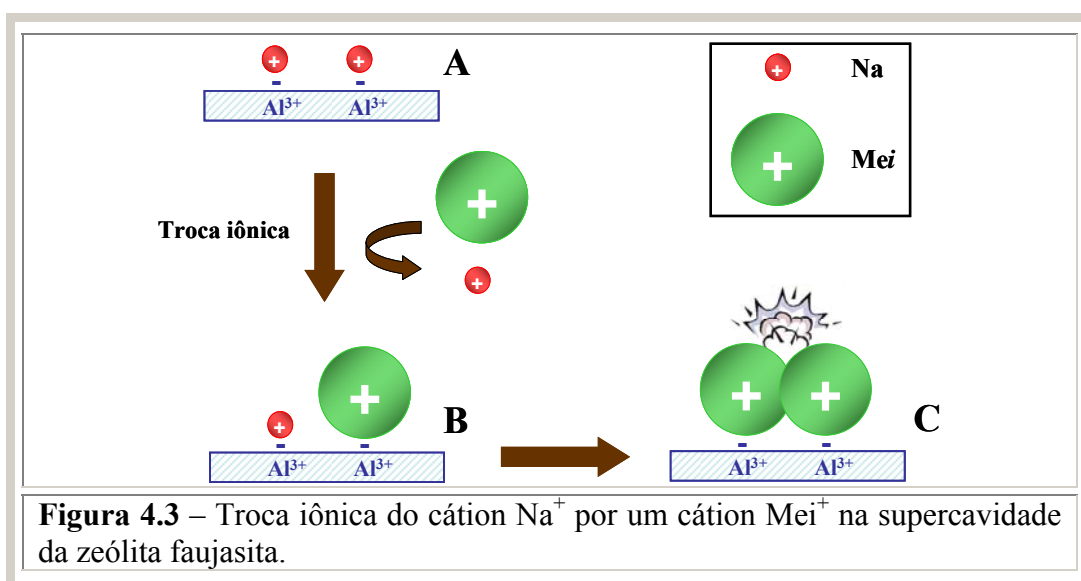 + + A
- -
Al³⁺ Al³⁺
+ Na
+ Mei
Troca iônica
+
+
+ + B
- -
Al³⁺ Al³⁺
+ + C
- -
Al³⁺ Al³⁺
Figura 4.3 – Troca iônica do cátion Na⁺ por um cátion Mei⁺ na supercavidade
da zeólita faujasita.